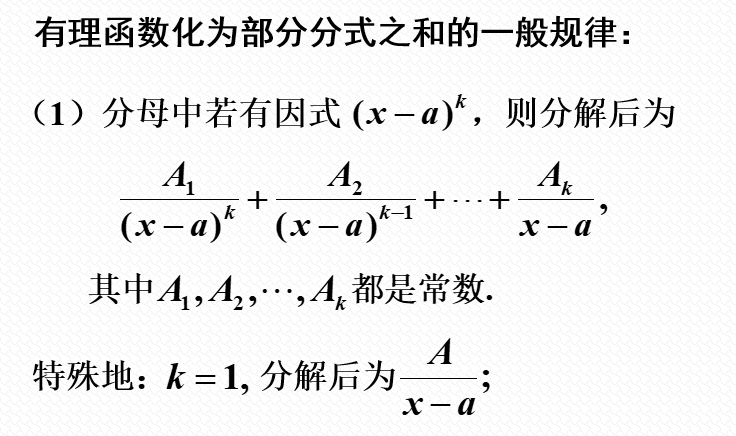 有理函数化为部分分式之和的一般规律：
（1）分母中若有因式 $(x-a)^k$，则分解后为
$\frac{A_1}{(x-a)^k}+\frac{A_2}{(x-a)^{k-1}}+\cdots+\frac{A_k}{x-a},$
其中$A_1,A_2,\cdots,A_k$都是常数.
特殊地：$k=1,$ 分解后为$\frac{A}{x-a};$